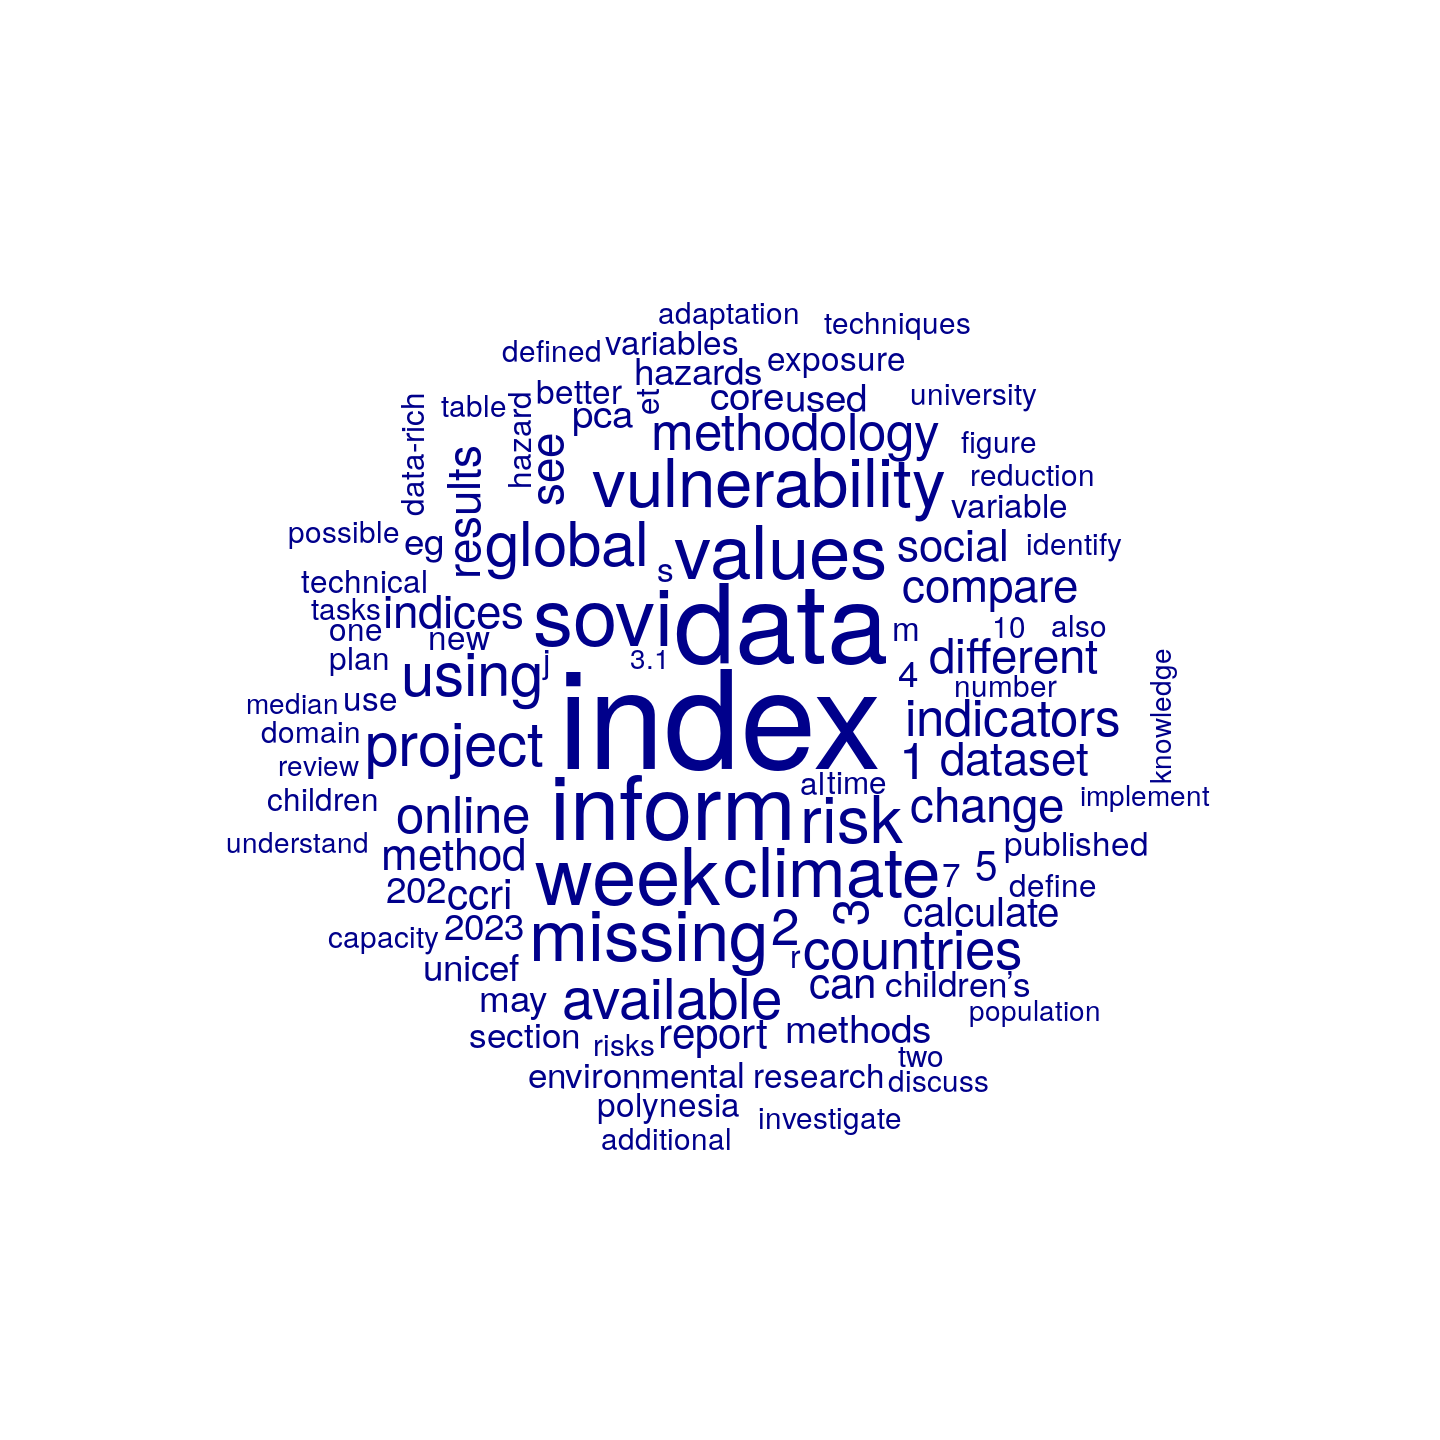 adaptation
techniques
defined
variables
exposure
hazards
better
core
used
university
table
hazard
pca
et
data-rich
methodology
figure
results
see
vulnerability
reduction
variable
possible
eg
global
s
values
social
identify
technical
compare
tasks
indices
sovi
data
m
10
also
one
new
plan
using
j
3.1
4
different
number
knowledge
median
use
index
indicators
domain
project
1
dataset
review
children
inform
al
time
implement
online
risk
change
understand
method
published
week
climate
7
5
define
202
ccri
3
calculate
2023
capacity
missing
2
r
countries
unicef
can
children’s
may
available
population
section
risks
report
methods
two
environmental
research
discuss
polynesia
investigate
additional